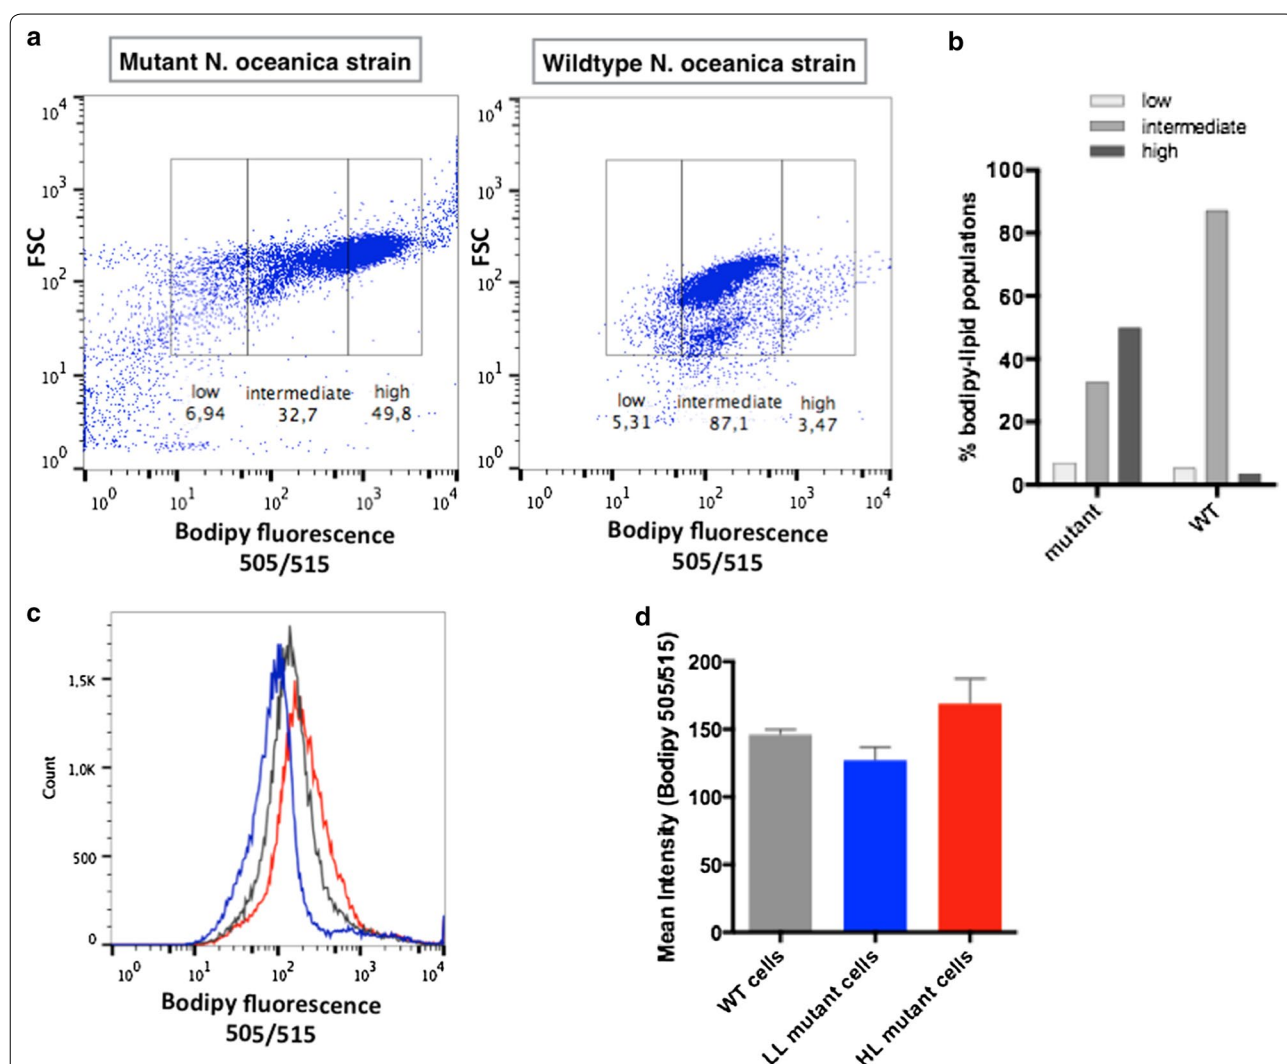 a
Mutant N. oceanica strain
Wildtype N. oceanica strain
b
low
intermediate
high
10^4
10^3
10^2
10^1
10^0
FSC
low
6,94
intermediate
32,7
high
49,8
10^0
10^1
10^2
10^3
10^4
Bodipy fluorescence
505/515
10^4
10^3
10^2
10^1
10^0
FSC
low
5,31
intermediate
87,1
high
3,47
10^0
10^1
10^2
10^3
10^4
Bodipy fluorescence
505/515
100
80
60
40
20
0
% bodipy-lipid populations
mutant
WT
c
Count
1,5K
1,0K
500
0
10^0
10^1
10^2
10^3
10^4
Bodipy fluorescence
505/515
d
Mean Intensity (Bodipy 505/515)
200
150
100
50
0
WT cells
LL mutant cells
HL mutant cells